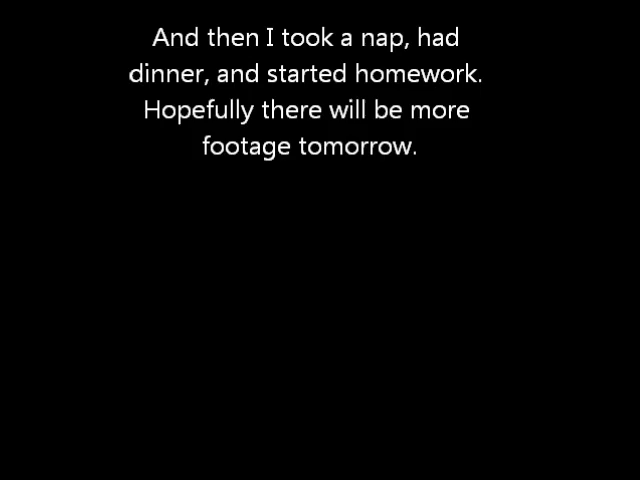 And then I took a nap, had
dinner, and started homework.
Hopefully there will be more
footage tomorrow.